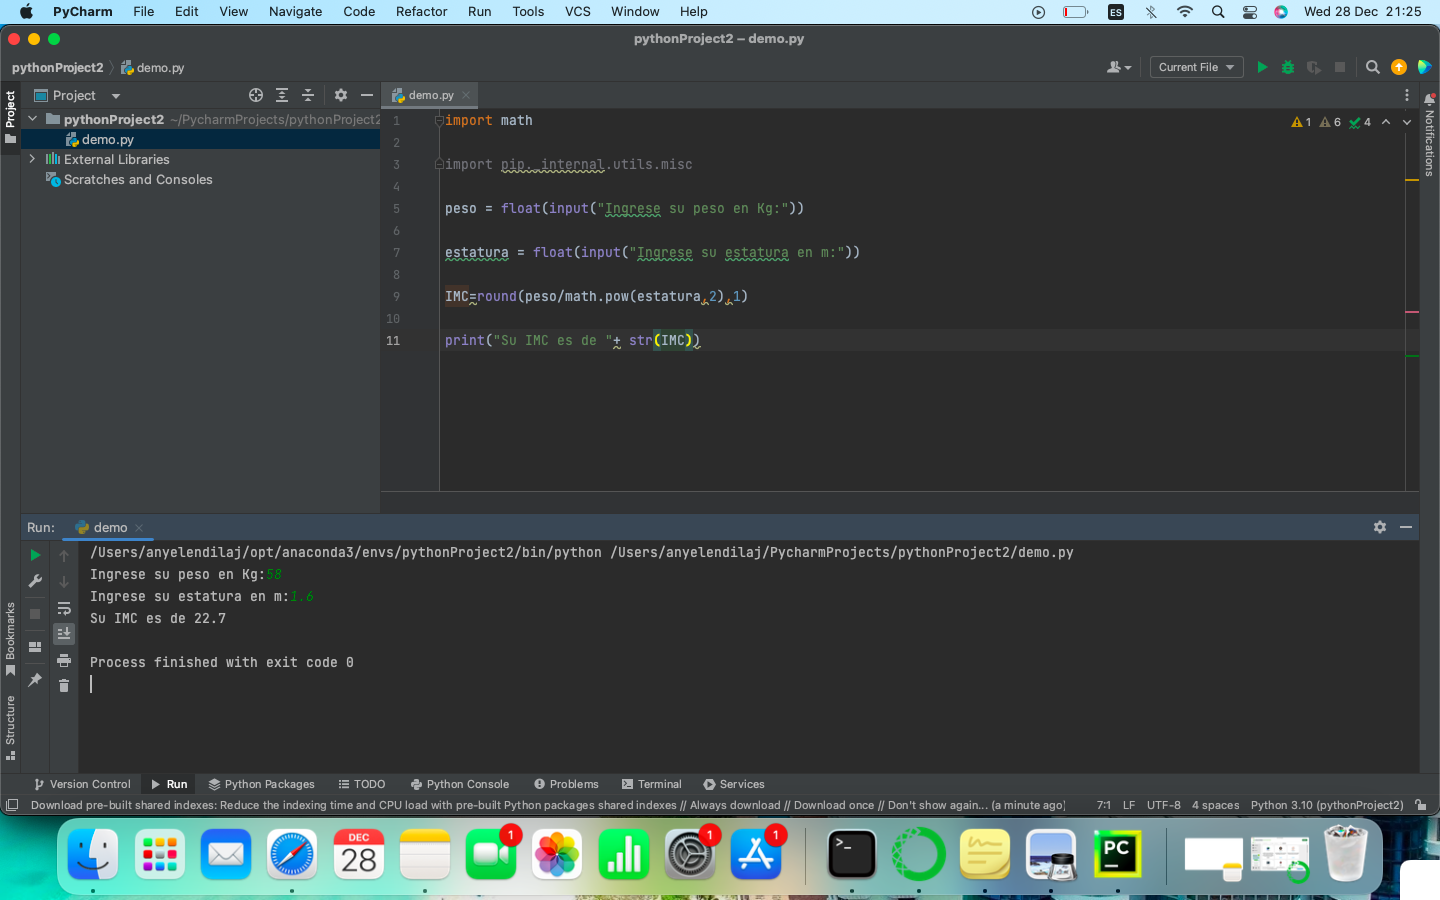 PyCharm File Edit View Navigate Code Refactor Run Tools VCS Window Help ES Wed 28 Dec 21:25
pythonProject2 – demo.py
pythonProject2 demo.py Current File
Project Project demo.py
pythonProject2 ~/PycharmProjects/pythonProject2
demo.py
External Libraries
Scratches and Consoles
1 import math 1 6 4
2
3 import pip._internal.utils.misc
4
5 peso = float(input("Ingrese su peso en Kg:"))
6
7 estatura = float(input("Ingrese su estatura en m:"))
8
9 IMC=round(peso/math.pow(estatura,2),1)
10
11 print("Su IMC es de "+ str(IMC))
Notifications
Run: demo
/Users/anyelendilaj/opt/anaconda3/envs/pythonProject2/bin/python /Users/anyelendilaj/PycharmProjects/pythonProject2/demo.py
Ingrese su peso en Kg:58
Ingrese su estatura en m:1.6
Su IMC es de 22.7
Process finished with exit code 0
Bookmarks
Structure
Version Control Run Python Packages TODO Python Console Problems Terminal Services
Download pre-built shared indexes: Reduce the indexing time and CPU load with pre-built Python packages shared indexes // Always download // Download once // Don't show again... (a minute ago) 7:1 LF UTF-8 4 spaces Python 3.10 (pythonProject2)
DEC
28
1
1
1
>_
PC